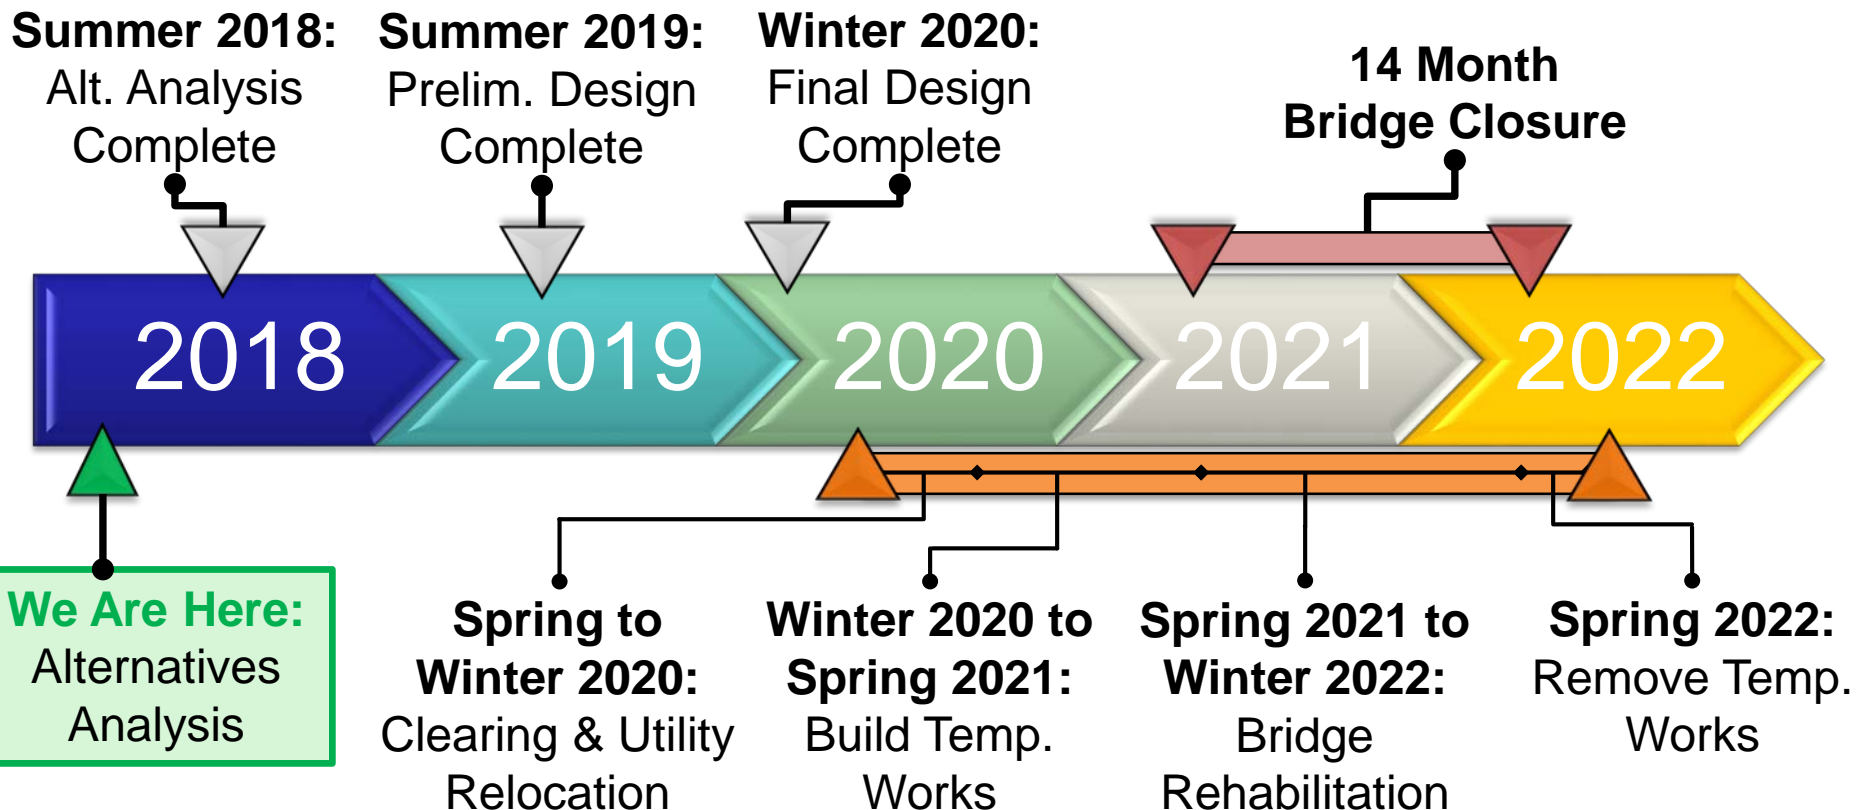 Summer 2018:
Alt. Analysis
Complete
Summer 2019:
Prelim. Design
Complete
Winter 2020:
Final Design
Complete
14 Month
Bridge Closure
2018
2019
2020
2021
2022
We Are Here:
Alternatives
Analysis
Spring to
Winter 2020:
Clearing & Utility
Relocation
Winter 2020 to
Spring 2021:
Build Temp.
Works
Spring 2021 to
Winter 2022:
Bridge
Rehabilitation
Spring 2022:
Remove Temp.
Works